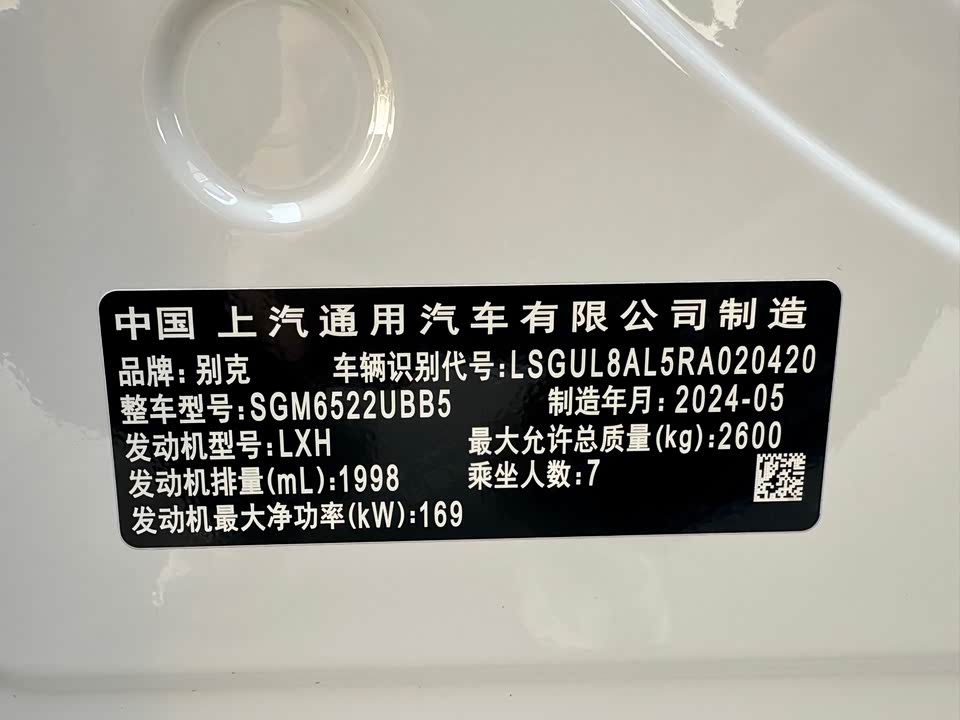 中国 上汽通用汽车有限公司制造
品牌:别克 车辆识别代号:LSGUL8AL5RA020420
整车型号:SGM6522UBB5 制造年月:2024-05
发动机型号:LXH 最大允许总质量(kg):2600
发动机排量(mL):1998 乘坐人数:7
发动机最大净功率(kW):169